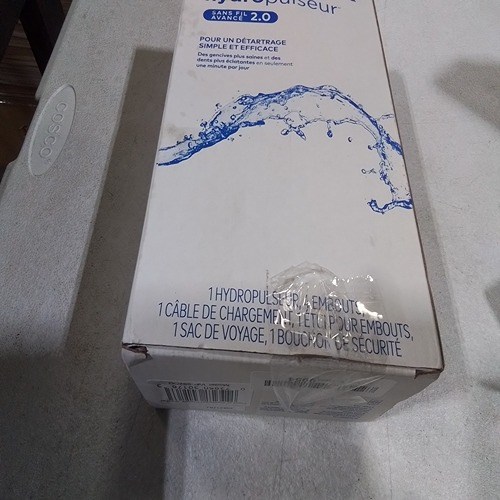 hydropulseur
SANS FIL
AVANCÉ 2.0
POUR UN DÉTARTRAGE
SIMPLE ET EFFICACE
Des gencives plus saines et des
dents plus éclatantes en seulement
une minute par jour
COSCO
1 HYDROPULSEUR, EMBOUTS,
1 CÂBLE DE CHARGEMENT, 1 ÉTUI POUR EMBOUTS,
1 SAC DE VOYAGE, 1 BOUCHON DE SÉCURITÉ